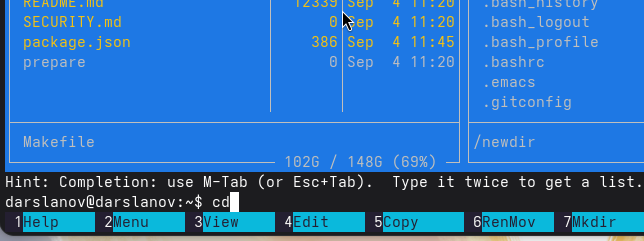 README.md 12339 Sep 4 11:20 .bash_history
SECURITY.md 0 Sep 4 11:20 .bash_logout
package.json 386 Sep 4 11:45 .bash_profile
prepare 0 Sep 4 11:20 .bashrc
.emacs
.gitconfig
Makefile /newdir
102G / 148G (69%)
Hint: Completion: use M-Tab (or Esc+Tab). Type it twice to get a list.
darslanov@darslanov:~$ cd
1Help 2Menu 3View 4Edit 5Copy 6RenMov 7Mkdir